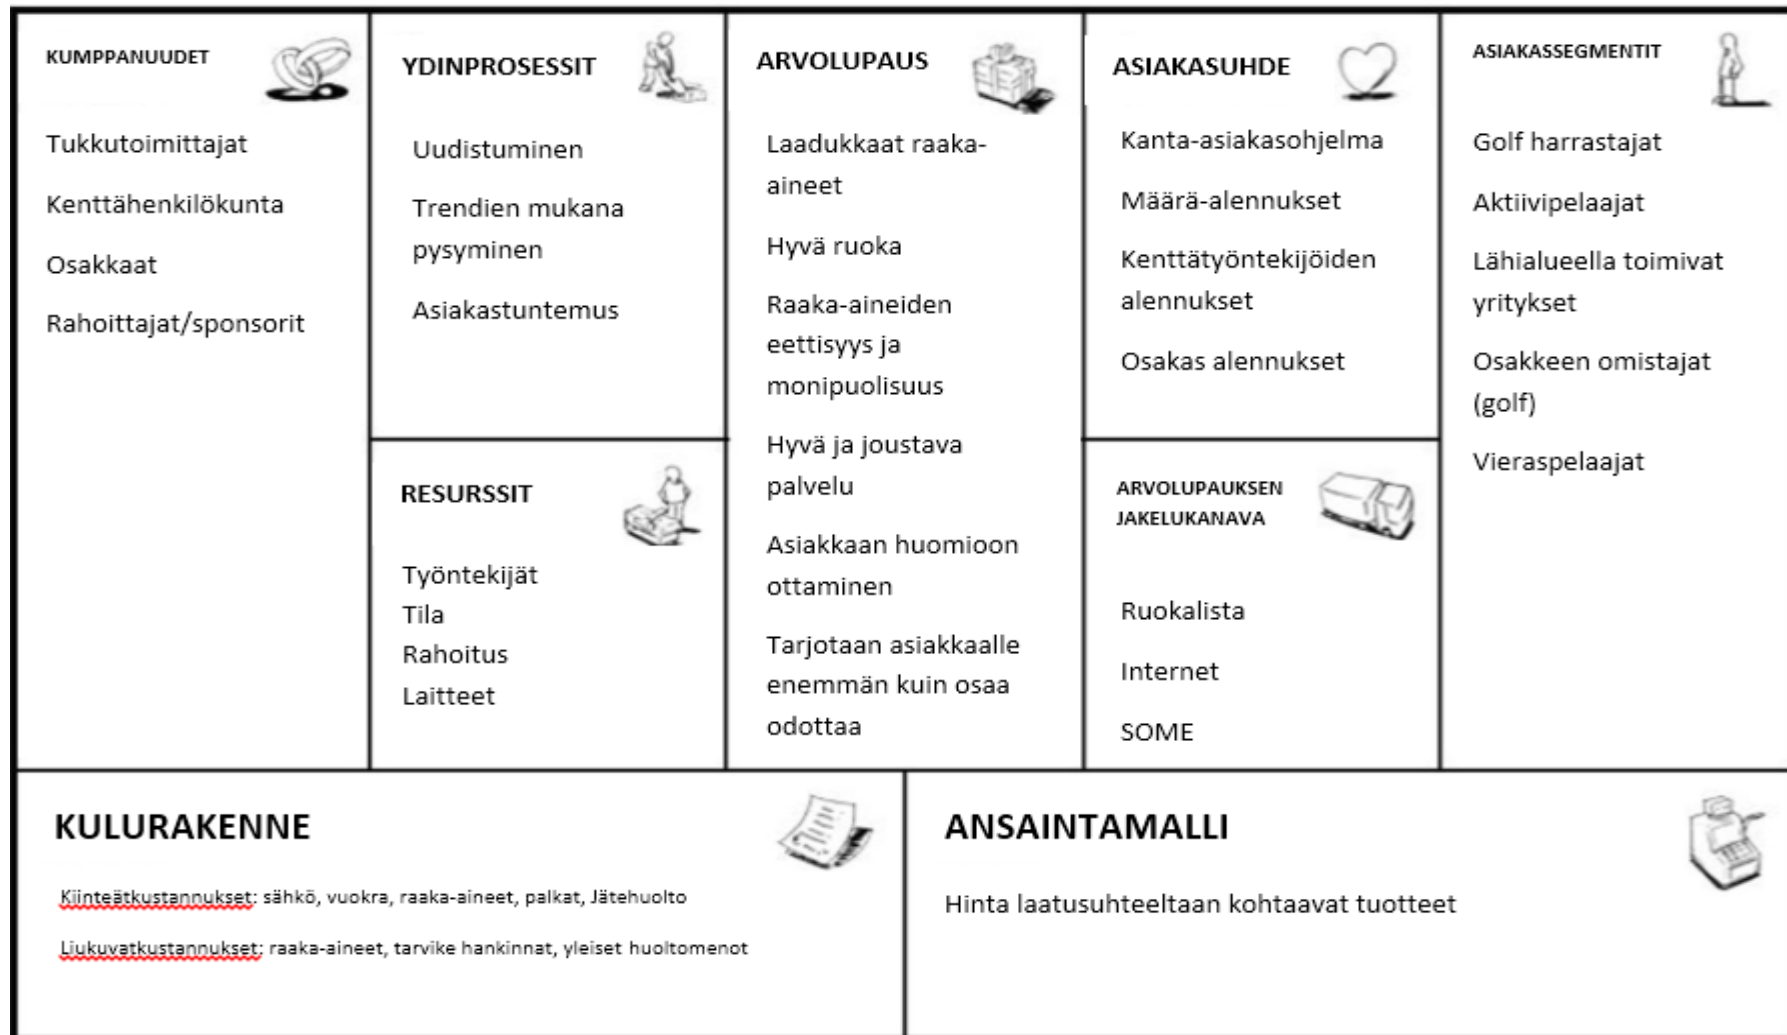 KUMPPANUUDET
Tukkutoimittajat
Kenttähenkilökunta
Osakkaat
Rahoittajat/sponsorit
YDINPROSESSIT
Uudistuminen
Trendien mukana
pysyminen
Asiakastuntemus
RESURSSIT
Työntekijät
Tila
Rahoitus
Laitteet
ARVOLUPAUS
Laadukkaat raaka-
aineet
Hyvä ruoka
Raaka-aineiden
eettisyys ja
monipuolisuus
Hyvä ja joustava
palvelu
Asiakkaan huomioon
ottaminen
Tarjotaan asiakkaalle
enemmän kuin osaa
odottaa
ASIAKASUHDE
Kanta-asiakasohjelma
Määrä-alennukset
Kenttätyöntekijöiden
alennukset
Osakas alennukset
ARVOLUPAUKSEN
JAKELUKANAVA
Ruokalista
Internet
SOME
ASIAKASSEGMENTIT
Golf harrastajat
Aktiivipelaajat
Lähialueella toimivat
yritykset
Osakkeen omistajat
(golf)
Vieraspelaajat
KULURAKENNE
Kiinteätkustannukset: sähkö, vuokra, raaka-aineet, palkat, Jätehuolto
Liukuvatkustannukset: raaka-aineet, tarvike hankinnat, yleiset huoltomenot
ANSAINTAMALLI
Hinta laatusuhteeltaan kohtaavat tuotteet